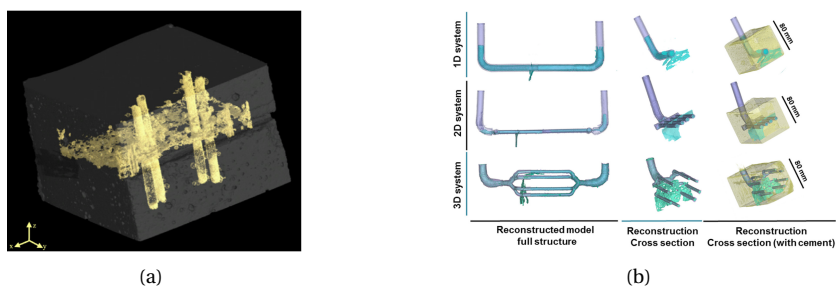 z
x
y
(a)
1D system
2D system
3D system
80 mm
80 mm
80 mm
Reconstructed model
full structure
Reconstruction
Cross section
Reconstruction
Cross section (with cement)
(b)